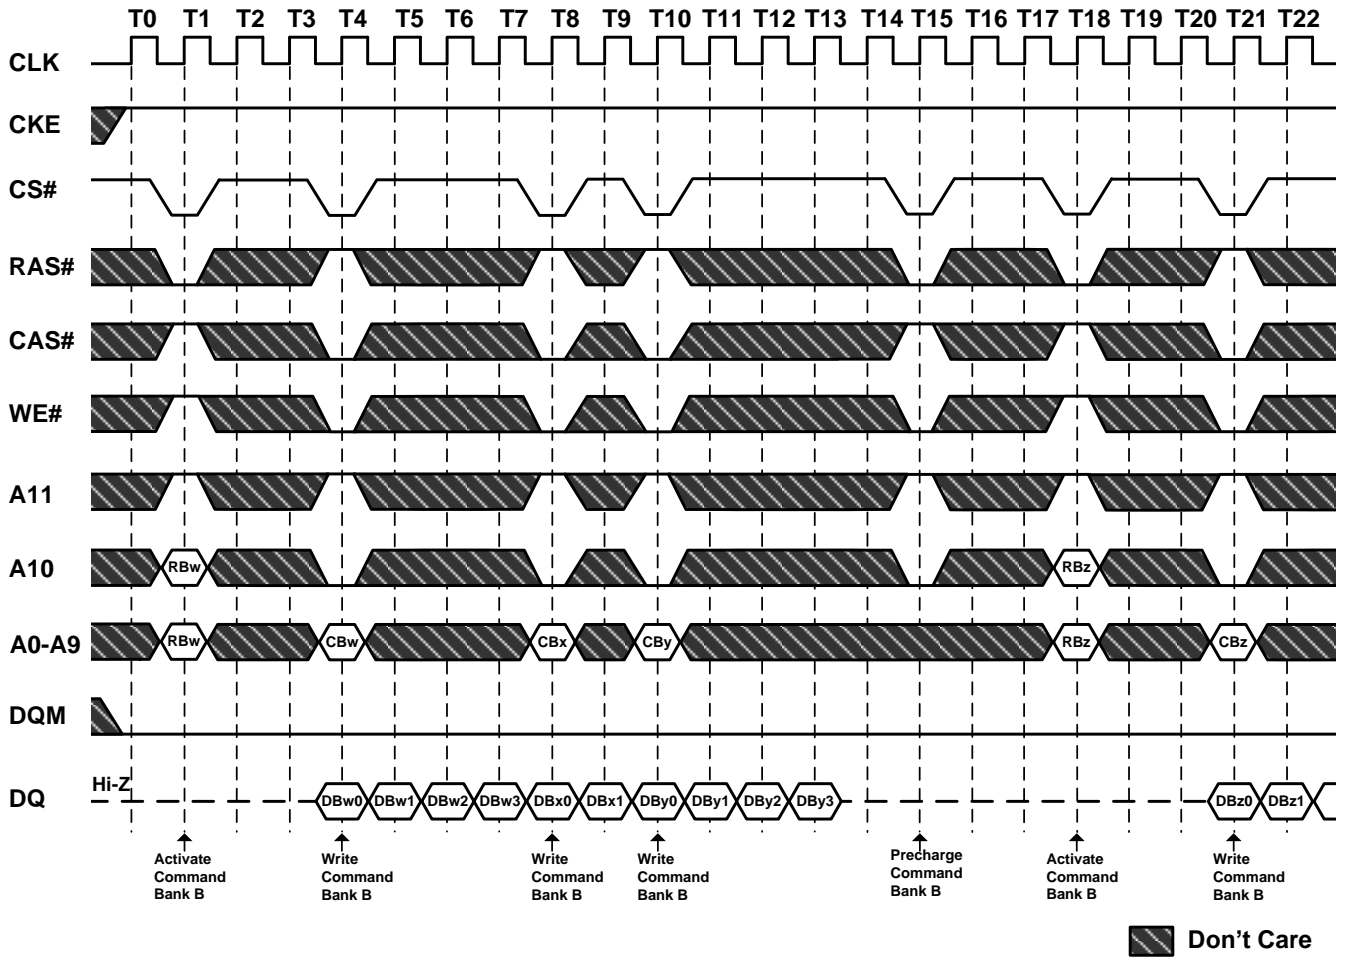 T0 T1 T2 T3 T4 T5 T6 T7 T8 T9 T10 T11 T12 T13 T14 T15 T16 T17 T18 T19 T20 T21 T22
CLK
CKE
CS#
RAS#
CAS#
WE#
A11
A10 RBw RBz
A0-A9 RBw CBw CBx CBy RBz CBz
DQM
Hi-Z
DQ DBw0 DBw1 DBw2 DBw3 DBx0 DBx1 DBy0 DBy1 DBy2 DBy3 DBz0 DBz1
Activate
Command
Bank B
Write
Command
Bank B
Write
Command
Bank B
Write
Command
Bank B
Precharge
Command
Bank B
Activate
Command
Bank B
Write
Command
Bank B
Don't Care